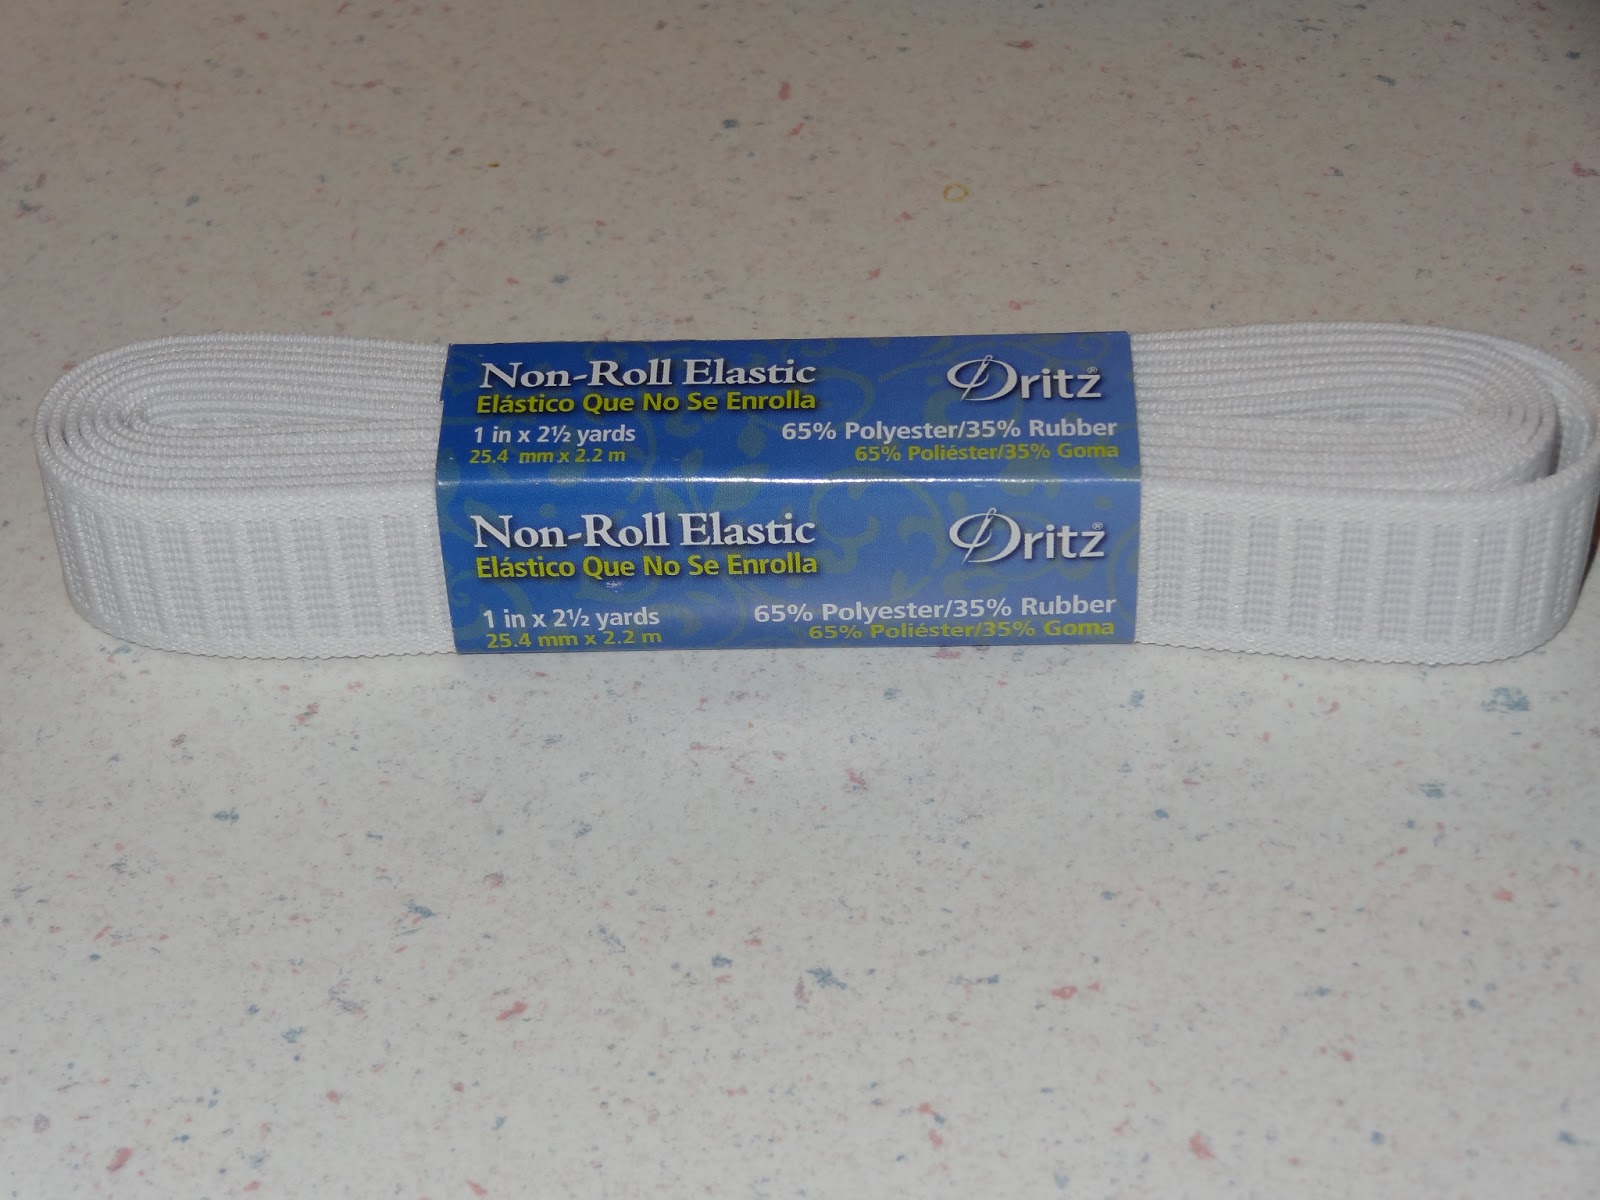 Non-Roll Elastic
Dritz®
Elástico Que No Se Enrolla
1 in x 2½ yards
65% Polyester/35% Rubber
25.4 mm x 2.2 m
65% Poliéster/35% Goma
Non-Roll Elastic
Dritz®
Elástico Que No Se Enrolla
1 in x 2½ yards
65% Polyester/35% Rubber
25.4 mm x 2.2 m
65% Poliéster/35% Goma